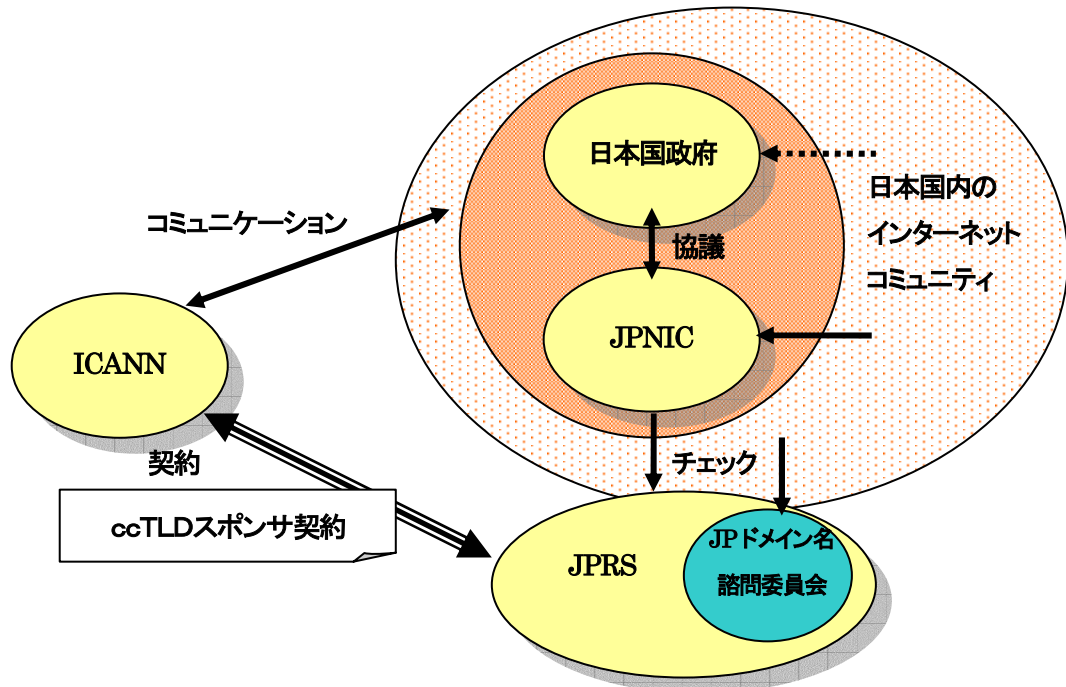 日本国政府
日本国内の
インターネット
コミュニティ
コミュニケーション
協議
JPNIC
ICANN
チェック
契約
ccTLDスポンサ契約
JPRS
JPドメイン名
諮問委員会